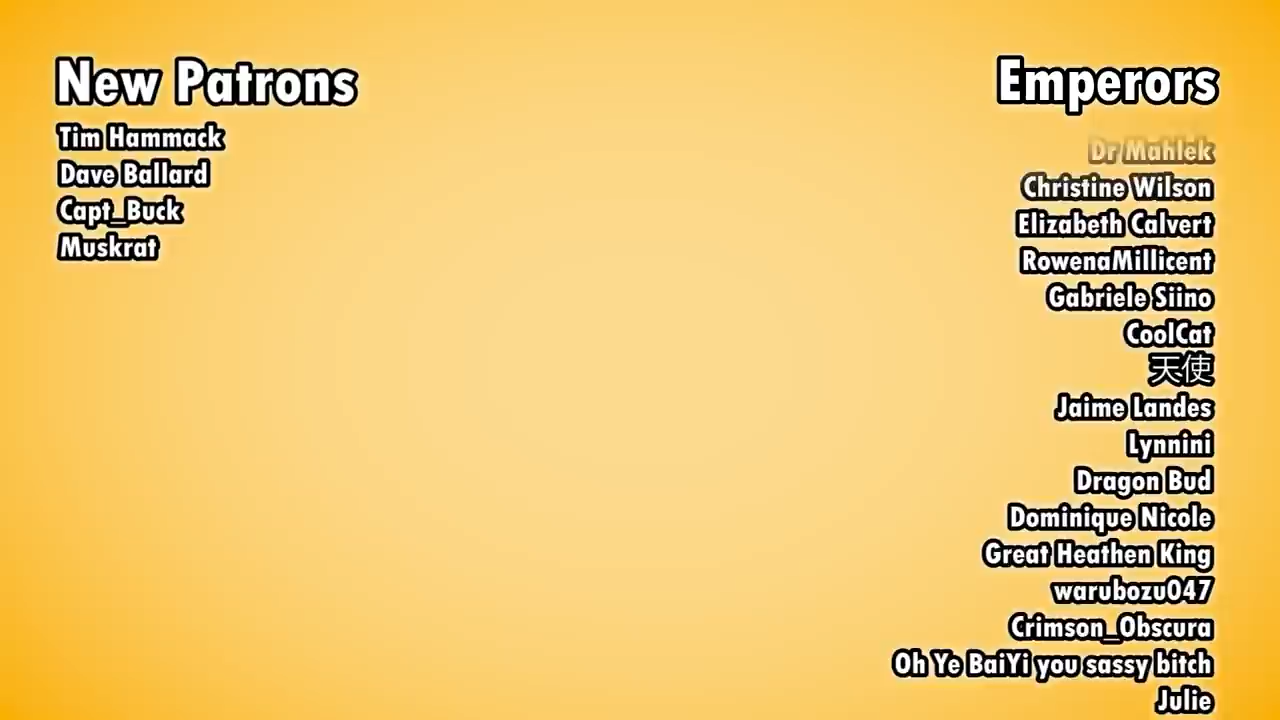 New Patrons
Tim Hammack
Dave Ballard
Capt_Buck
Muskrat
Emperors
Dr Mahlek
Christine Wilson
Elizabeth Calvert
RowenaMillicent
Gabriele Siino
CoolCat
天使
Jaime Landes
Lynnini
Dragon Bud
Dominique Nicole
Great Heathen King
warubozu047
Crimson_Obscura
Oh Ye BaiYi you sassy bitch
Julie